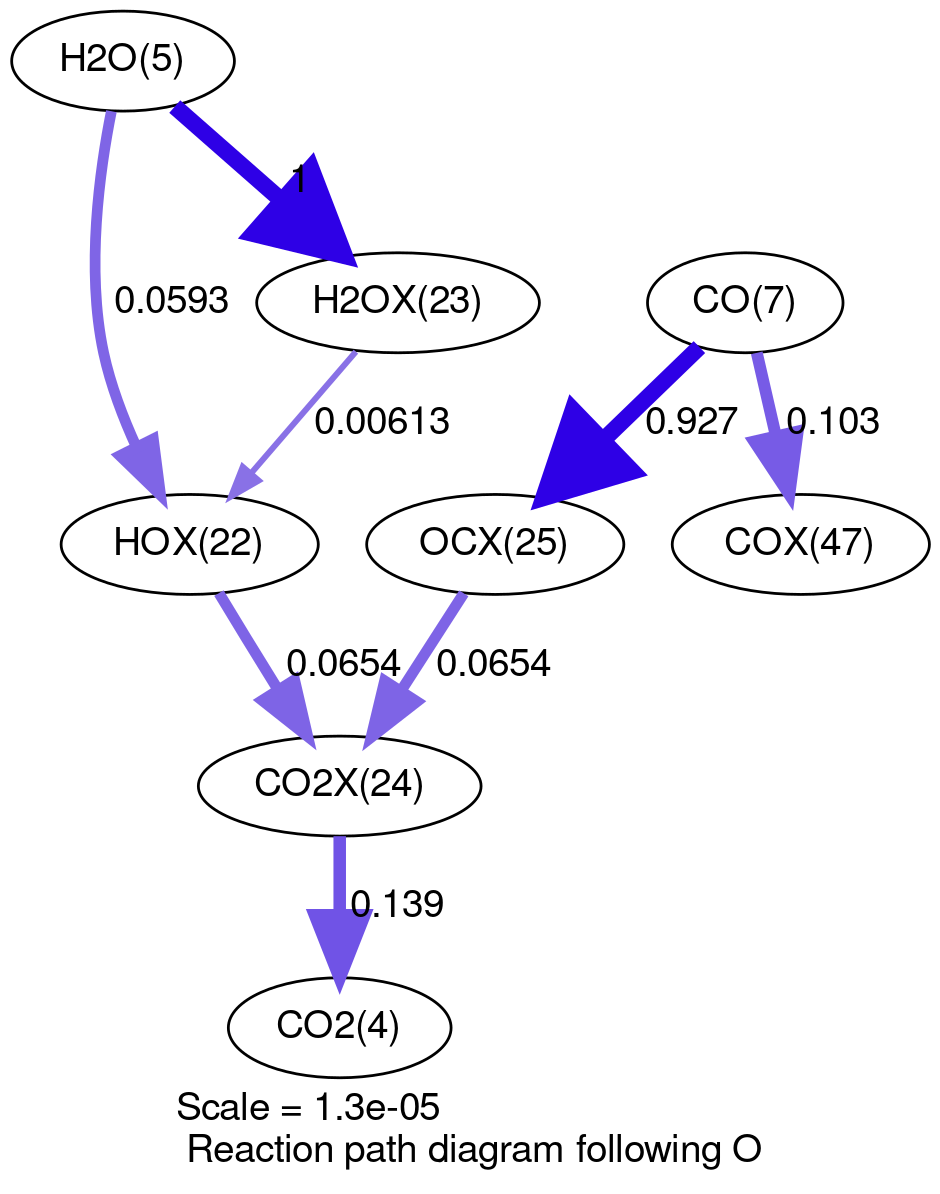 H2O(5)
1
0.0593
H2OX(23)
CO(7)
0.00613
0.927
0.103
HOX(22)
OCX(25)
COX(47)
0.0654
0.0654
CO2X(24)
0.139
CO2(4)
Scale = 1.3e-05
Reaction path diagram following O